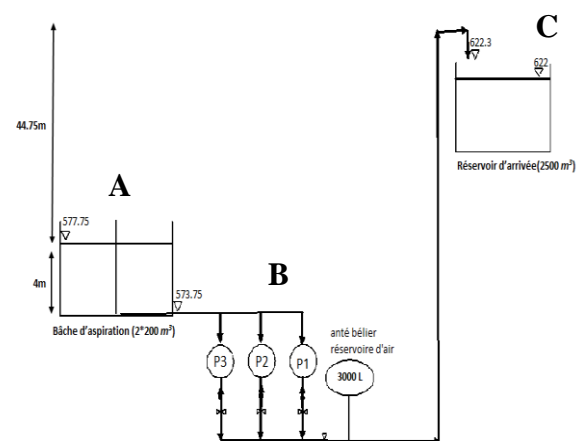 C
622.3
622
44.75m
Réservoir d'arrivée(2500 m³)
A
577.75
B
4m
573.75
Bâche d'aspiration (2*200 m³)
anté bélier
réservoire d'air
P3
P2
P1
3000 L